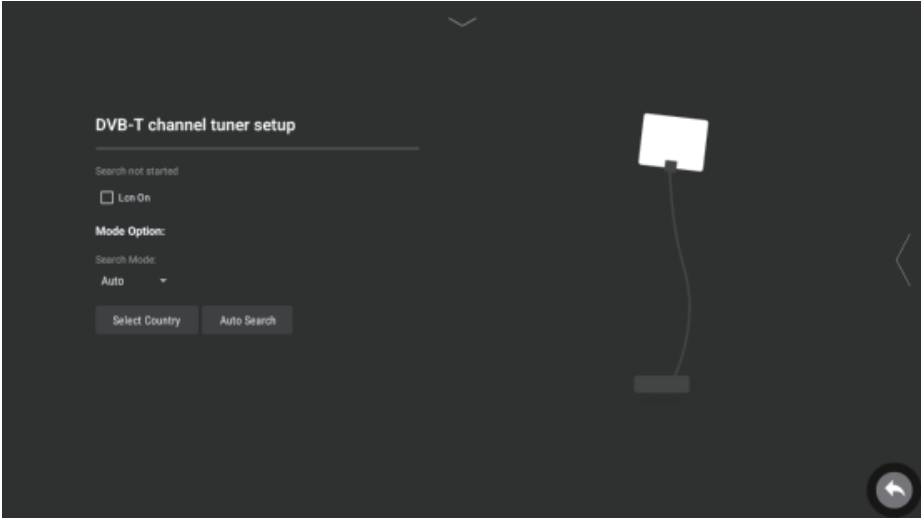 DVB-T channel tuner setup
Search not started
Lcn On
Mode Option:
Search Mode:
Auto
Select Country Auto Search